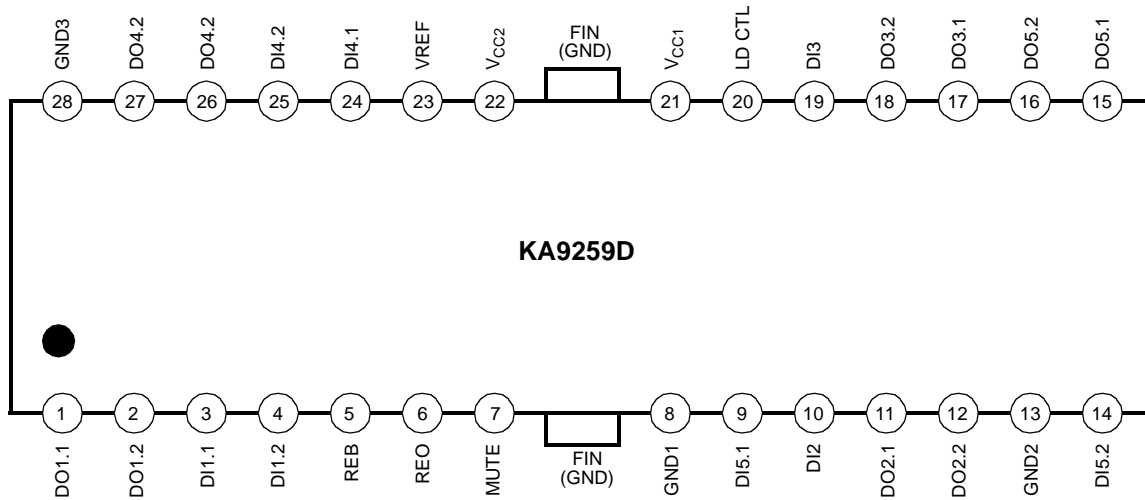 GND3 DO4.2 DO4.2 DI4.2 DI4.1 VREF VCC2 FIN (GND) VCC1 LD CTL DI3 DO3.2 DO3.1 DO5.2 DO5.1
28 27 26 25 24 23 22 21 20 19 18 17 16 15
KA9259D
1 2 3 4 5 6 7 8 9 10 11 12 13 14
DO1.1 DO1.2 DI1.1 DI1.2 REB REO MUTE FIN (GND) GND1 DI5.1 DI2 DO2.1 DO2.2 GND2 DI5.2